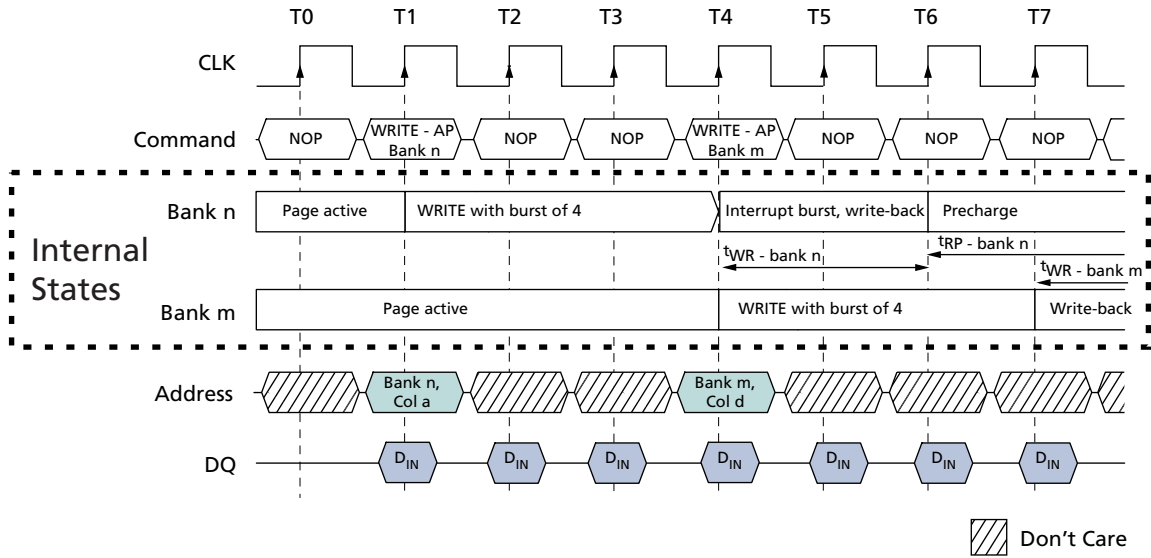 T0 T1 T2 T3 T4 T5 T6 T7
CLK
Command NOP WRITE - AP Bank n NOP NOP WRITE - AP Bank m NOP NOP NOP
Bank n Page active WRITE with burst of 4 Interrupt burst, write-back Precharge
Internal States
tWR - bank n tRP - bank n
tWR - bank m
Bank m Page active WRITE with burst of 4 Write-back
Address Bank n, Col a Bank m, Col d
DQ DIN DIN DIN DIN DIN DIN DIN
Don't Care